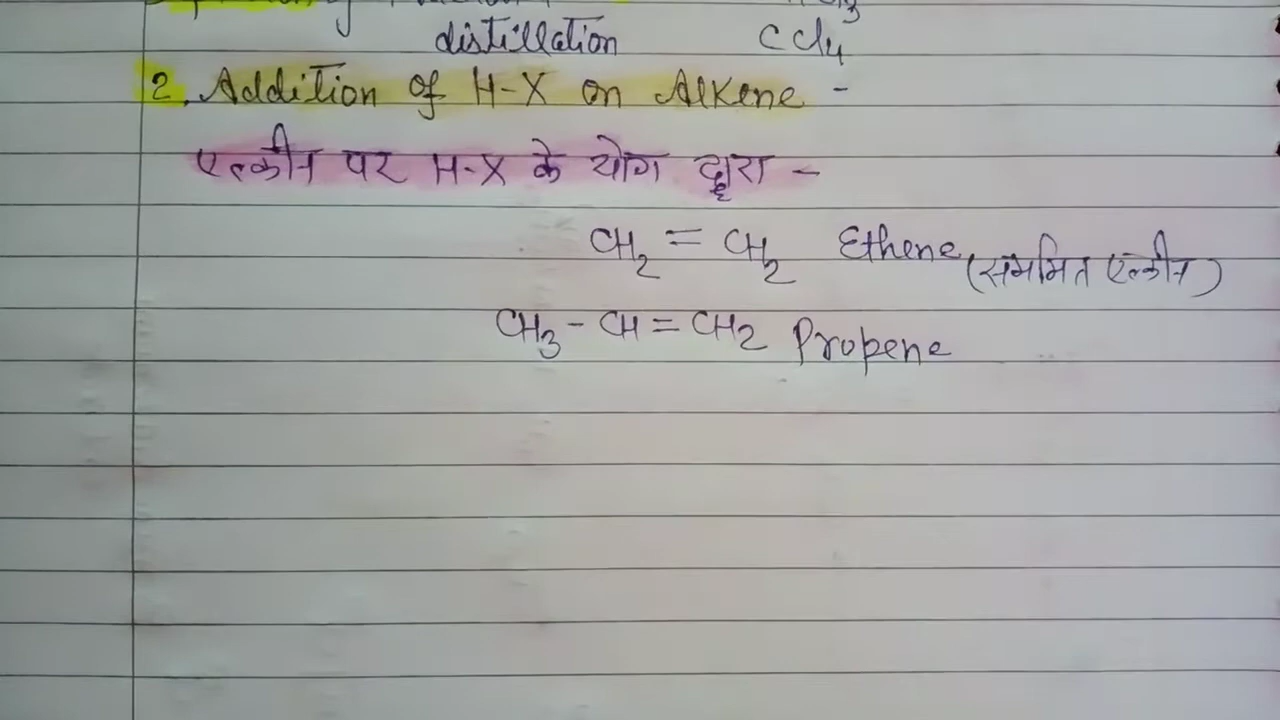 distillation CCl4
2. Addition of H-X on Alkene -
एल्कीन पर H-X के योग द्वारा -
CH2 = CH2 Ethene (सममित एल्कीन)
CH3 - CH = CH2 Propene